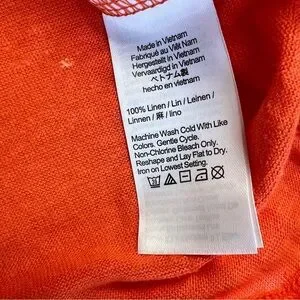 Made in Vietnam
Fabriqué au Viêt Nam
Hergestellt in Vietnam
Vervaardigd in Vietnam
ベトナム製
hecho en vietnam
100% Linen / Lin / Leinen /
Linnen / 麻 / lino
Machine Wash Cold With Like
Colors. Gentle Cycle.
Non-Chlorine Bleach Only.
Reshape and Lay Flat to Dry.
Iron on Lowest Setting.